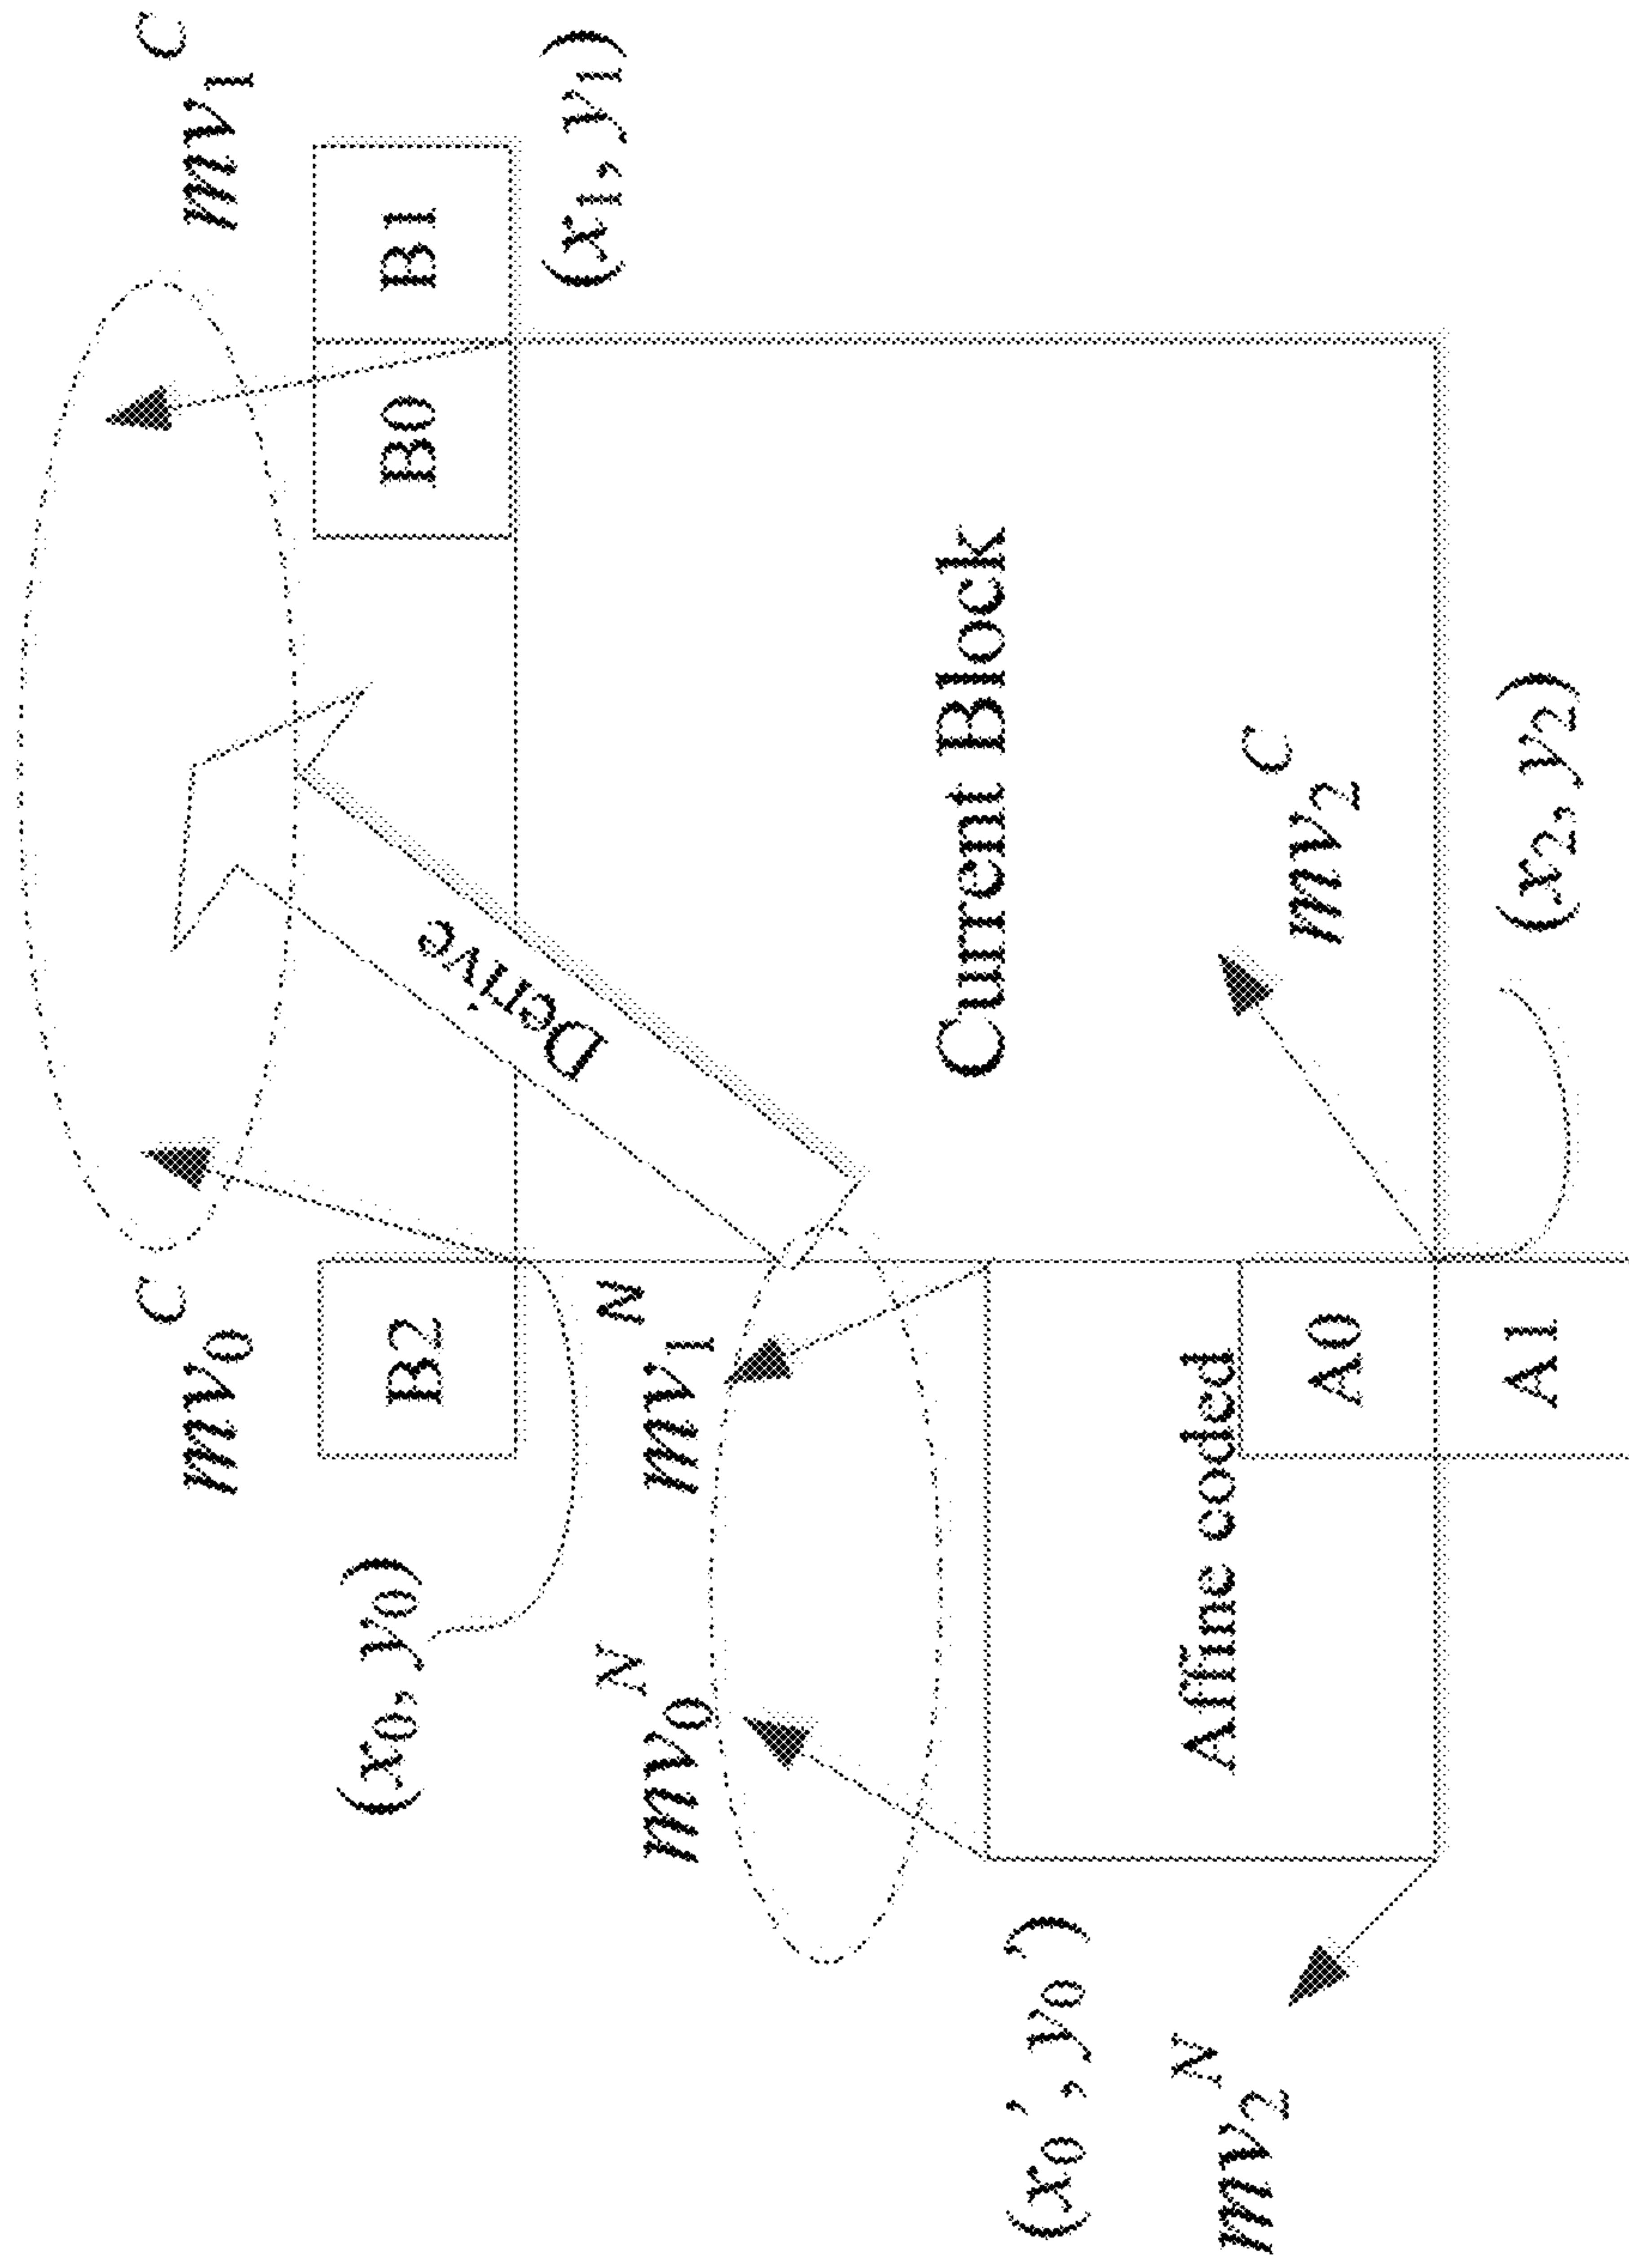 mv₀ᶜ
mv₁ᶜ
(x₀, y₀)
B2
B0
B1
Derive
(x₁, y₁)
mv₀ᴺ
mv₁ᴺ
Current Block
(x₀', y₀')
Affine coded
mv₂ᴺ
mv₂ᶜ
A0
A1
(x₂, y₂)